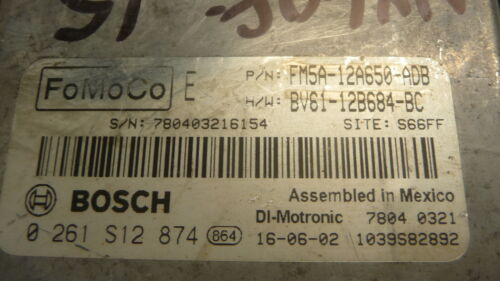 FoMoCo E P/N: FM5A-12A650-ADB
H/W: BV61-12B684-BC
S/N: 780403216154 SITE: S66FF
BOSCH Assembled in Mexico
DI-Motronic 7804 0321
0 261 S12 874 864 16-06-02 1039S82892